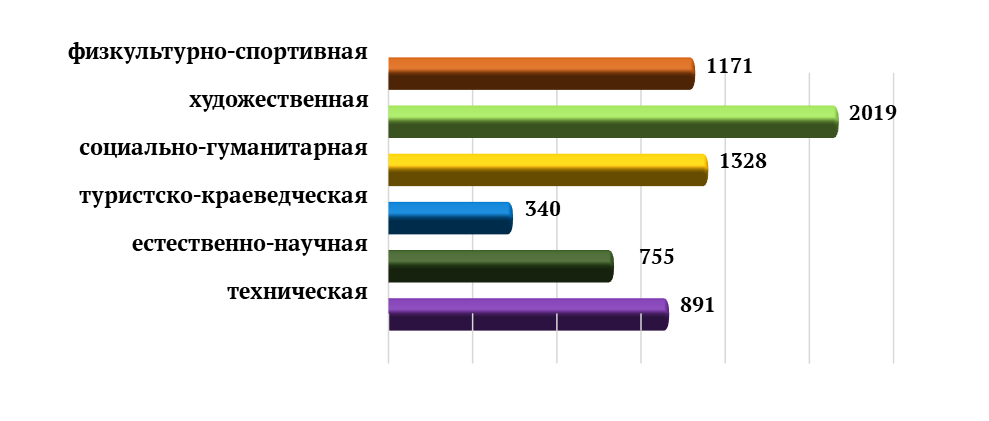 физкультурно-спортивная
1171
художественная
2019
социально-гуманитарная
1328
туристско-краеведческая
340
естественно-научная
755
техническая
891